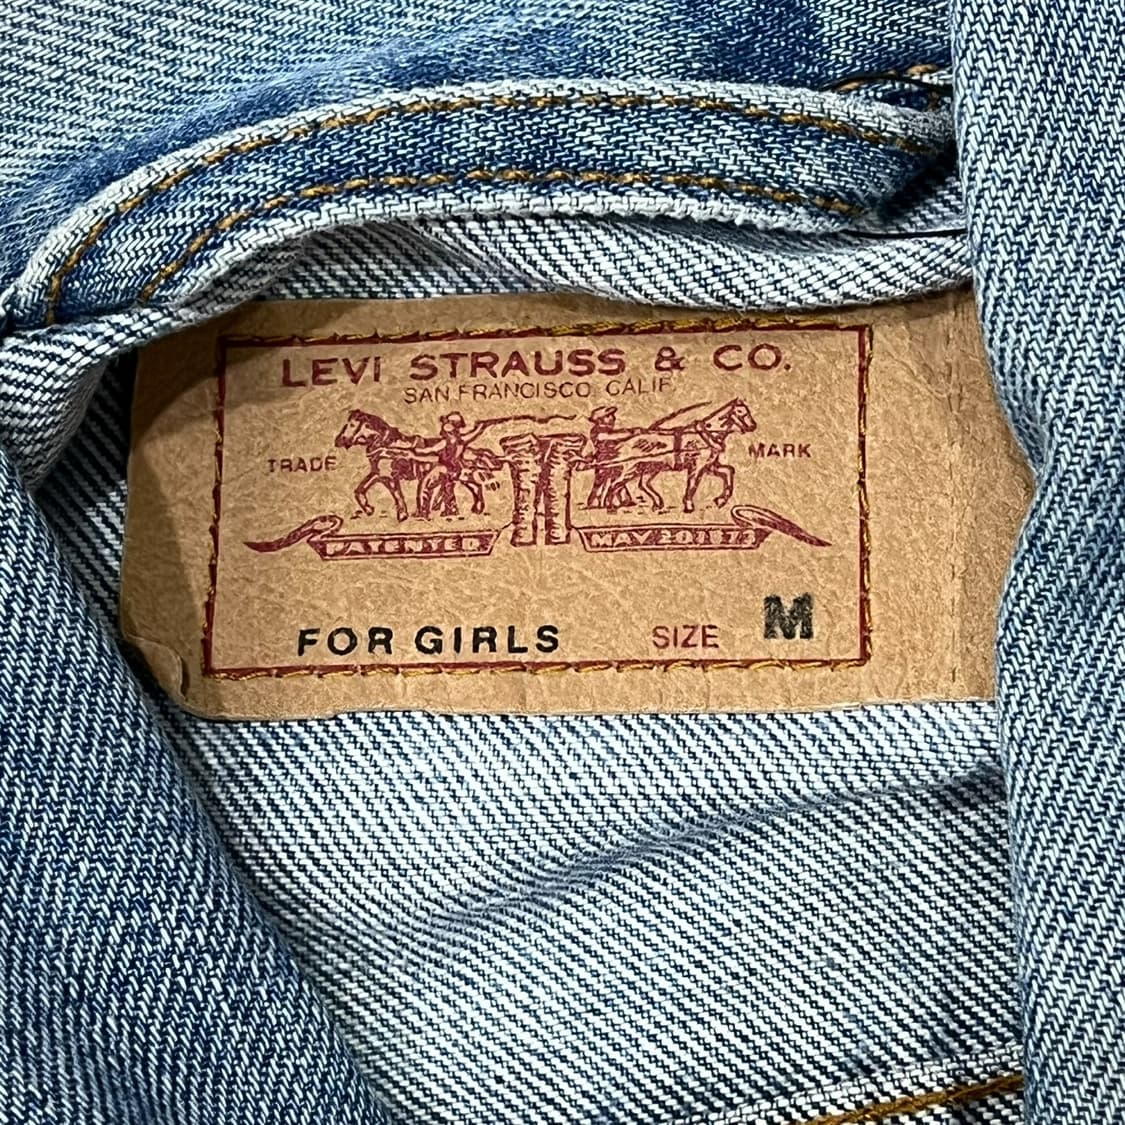 LEVI STRAUSS & CO.
SAN FRANCISCO, CALIF.
TRADE MARK
PATENTED MAY 20 1873
FOR GIRLS SIZE M